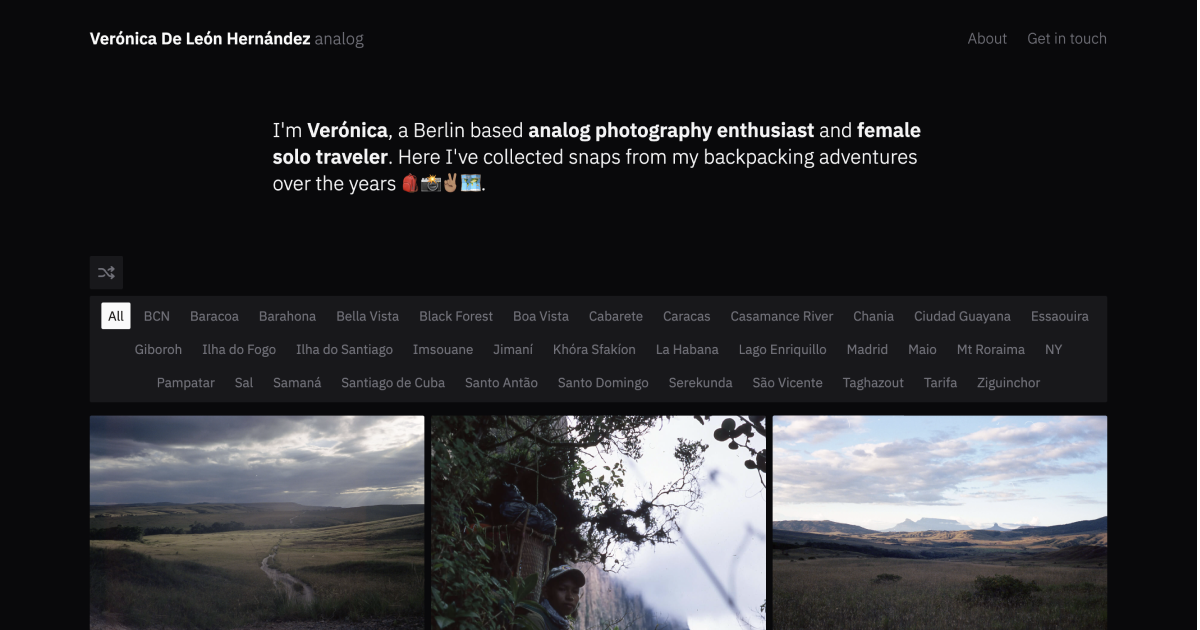 Verónica De León Hernández analog
About
Get in touch
I'm Verónica, a Berlin based analog photography enthusiast and female
solo traveler. Here I've collected snaps from my backpacking adventures
over the years 🎒📸✌🏽🗺️.
All BCN Baracoa Barahona Bella Vista Black Forest Boa Vista Cabarete Caracas Casamance River Chania Ciudad Guayana Essaouira
Giboroh Ilha do Fogo Ilha do Santiago Imsouane Jimaní Khóra Sfakíon La Habana Lago Enriquillo Madrid Maio Mt Roraima NY
Pampatar Sal Samaná Santiago de Cuba Santo Antão Santo Domingo Serekunda São Vicente Taghazout Tarifa Ziguinchor